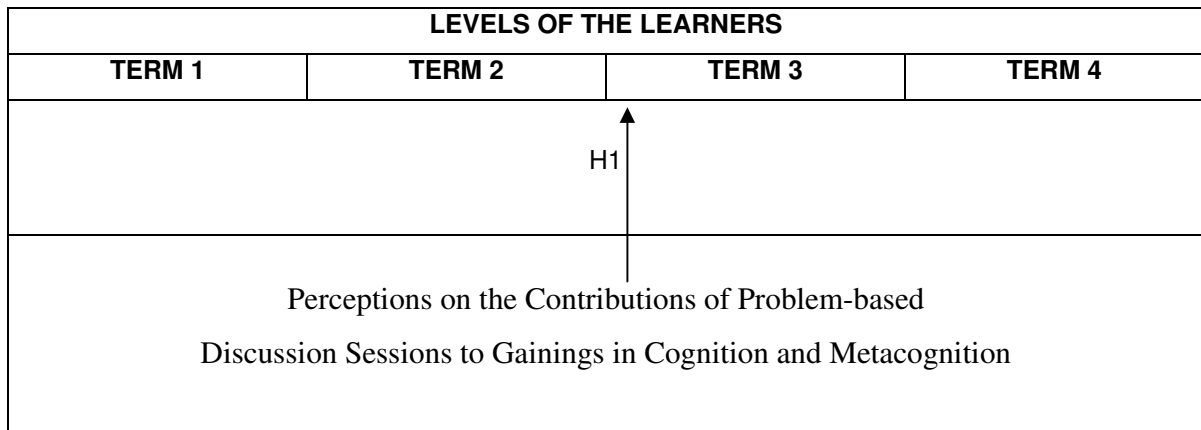 LEVELS OF THE LEARNERS
TERM 1 TERM 2 TERM 3 TERM 4
H1
Perceptions on the Contributions of Problem-based
Discussion Sessions to Gainings in Cognition and Metacognition